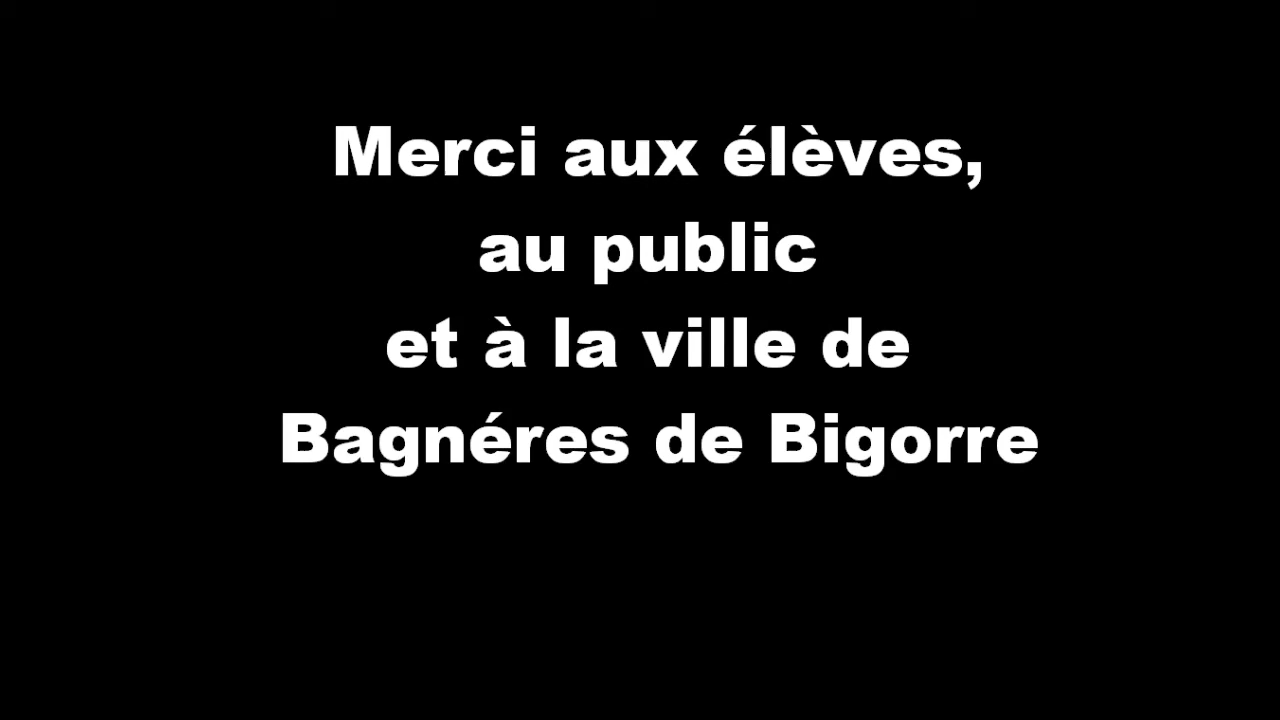 Merci aux élèves,
au public
et à la ville de
Bagnéres de Bigorre